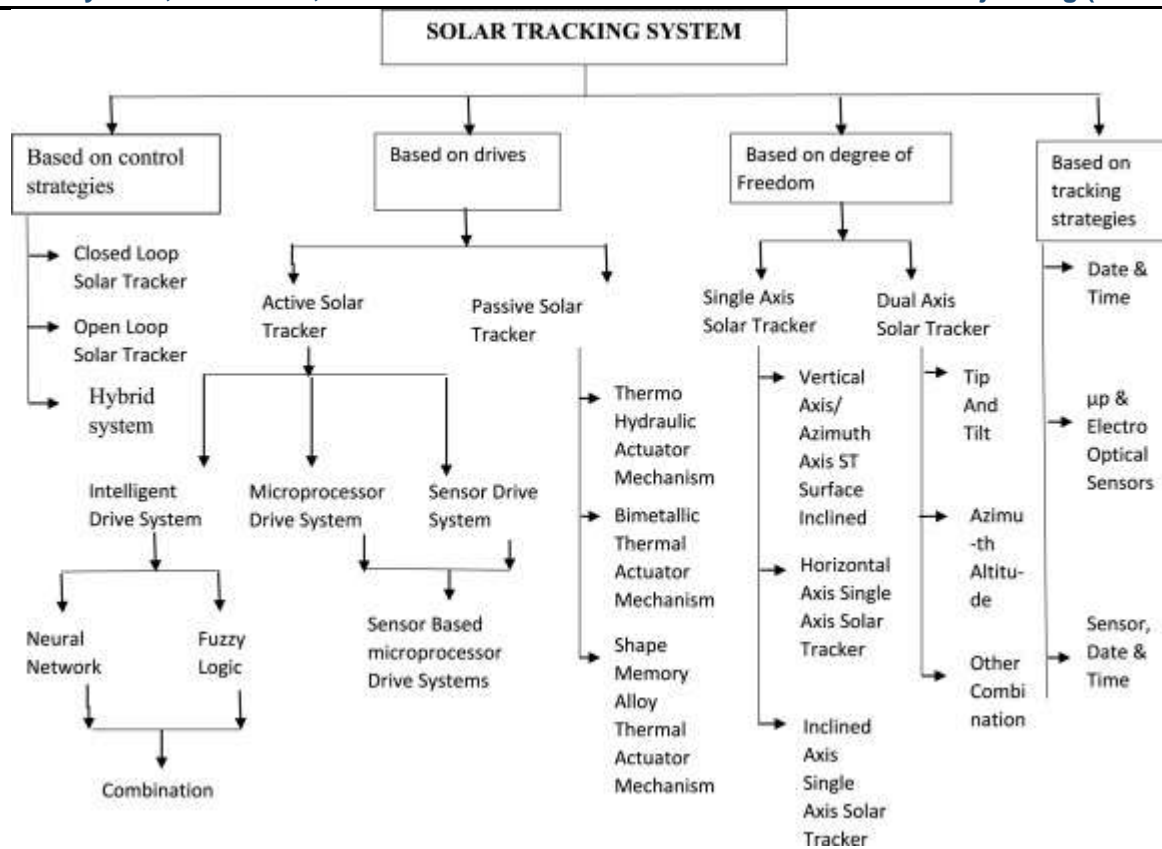 SOLAR TRACKING SYSTEM
Based on control
strategies
Closed Loop
Solar Tracker
Open Loop
Solar Tracker
Hybrid
system
Based on drives
Active Solar
Tracker
Intelligent
Drive System
Neural
Network
Fuzzy
Logic
Combination
Microprocessor
Drive System
Sensor Drive
System
Sensor Based
microprocessor
Drive Systems
Passive Solar
Tracker
Thermo
Hydraulic
Actuator
Mechanism
Bimetallic
Thermal
Actuator
Mechanism
Shape
Memory
Alloy
Thermal
Actuator
Mechanism
Based on degree of
Freedom
Single Axis
Solar Tracker
Vertical
Axis/
Azimuth
Axis ST
Surface
Inclined
Horizontal
Axis Single
Axis Solar
Tracker
Inclined
Axis
Single
Axis Solar
Tracker
Dual Axis
Solar Tracker
Tip
And
Tilt
Azimu
-th
Altitu-
de
Other
Combi
nation
Based on
tracking
strategies
Date &
Time
μp &
Electro
Optical
Sensors
Sensor,
Date &
Time